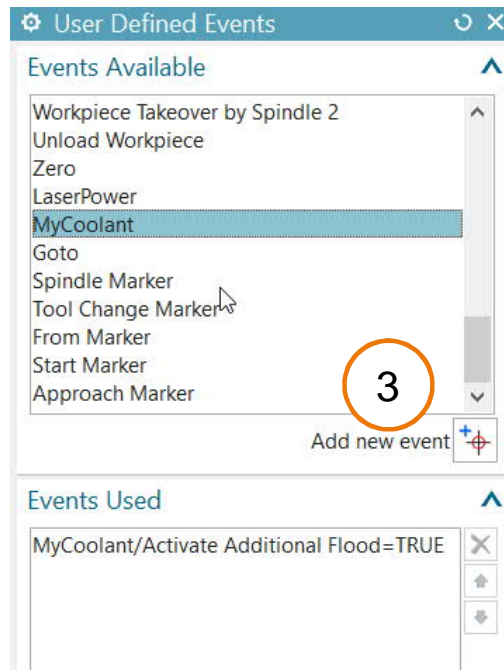 User Defined Events
Events Available
Workpiece Takeover by Spindle 2
Unload Workpiece
Zero
LaserPower
MyCoolant
Goto
Spindle Marker
Tool Change Marker
From Marker
Start Marker
Approach Marker
3
Add new event
Events Used
MyCoolant/Activate Additional Flood=TRUE